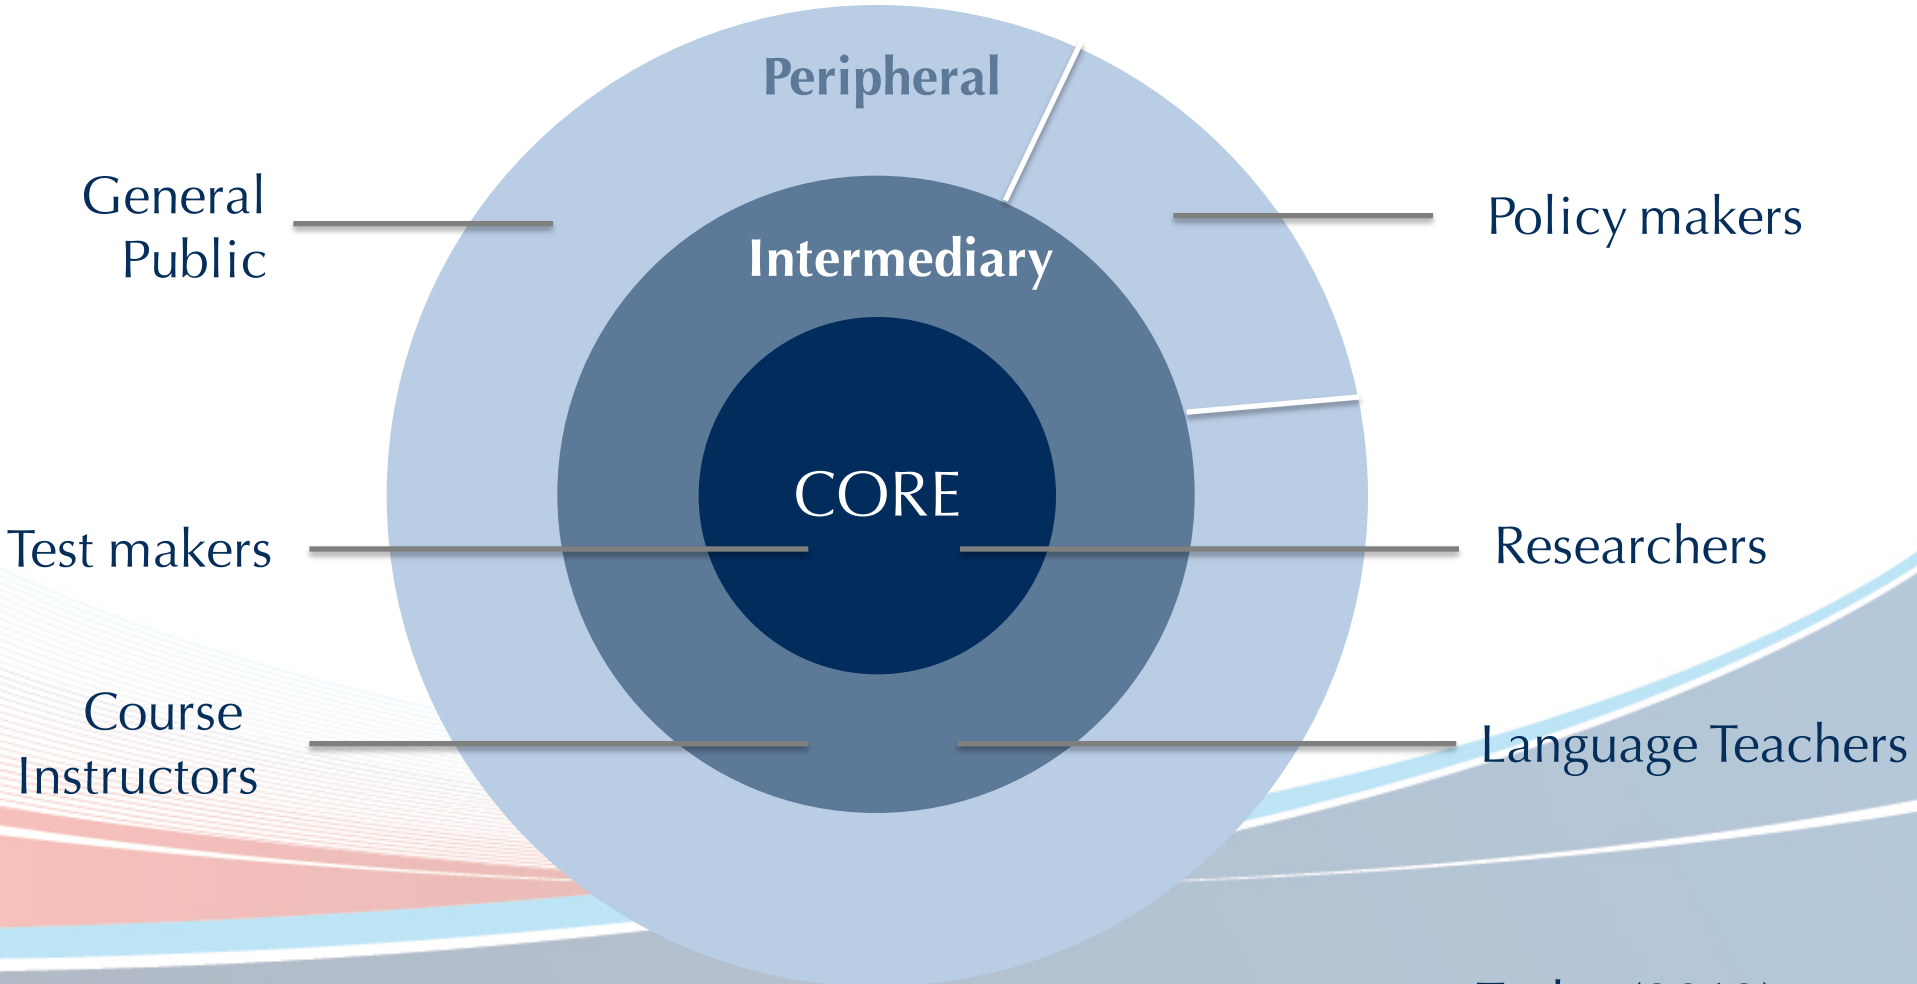 Peripheral
General
Public
Policy makers
Intermediary
CORE
Test makers
Researchers
Course
Instructors
Language Teachers